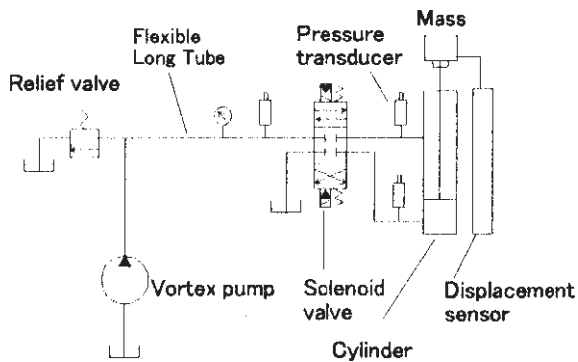 Mass
Flexible
Long Tube
Pressure
transducer
Relief valve
Vortex pump
Solenoid
valve
Displacement
sensor
Cylinder